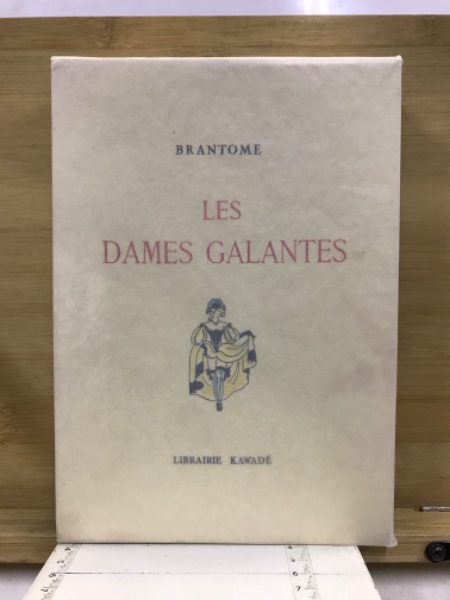 BRANTOME
LES
DAMES GALANTES
LIBRAIRIE KAWADÉ